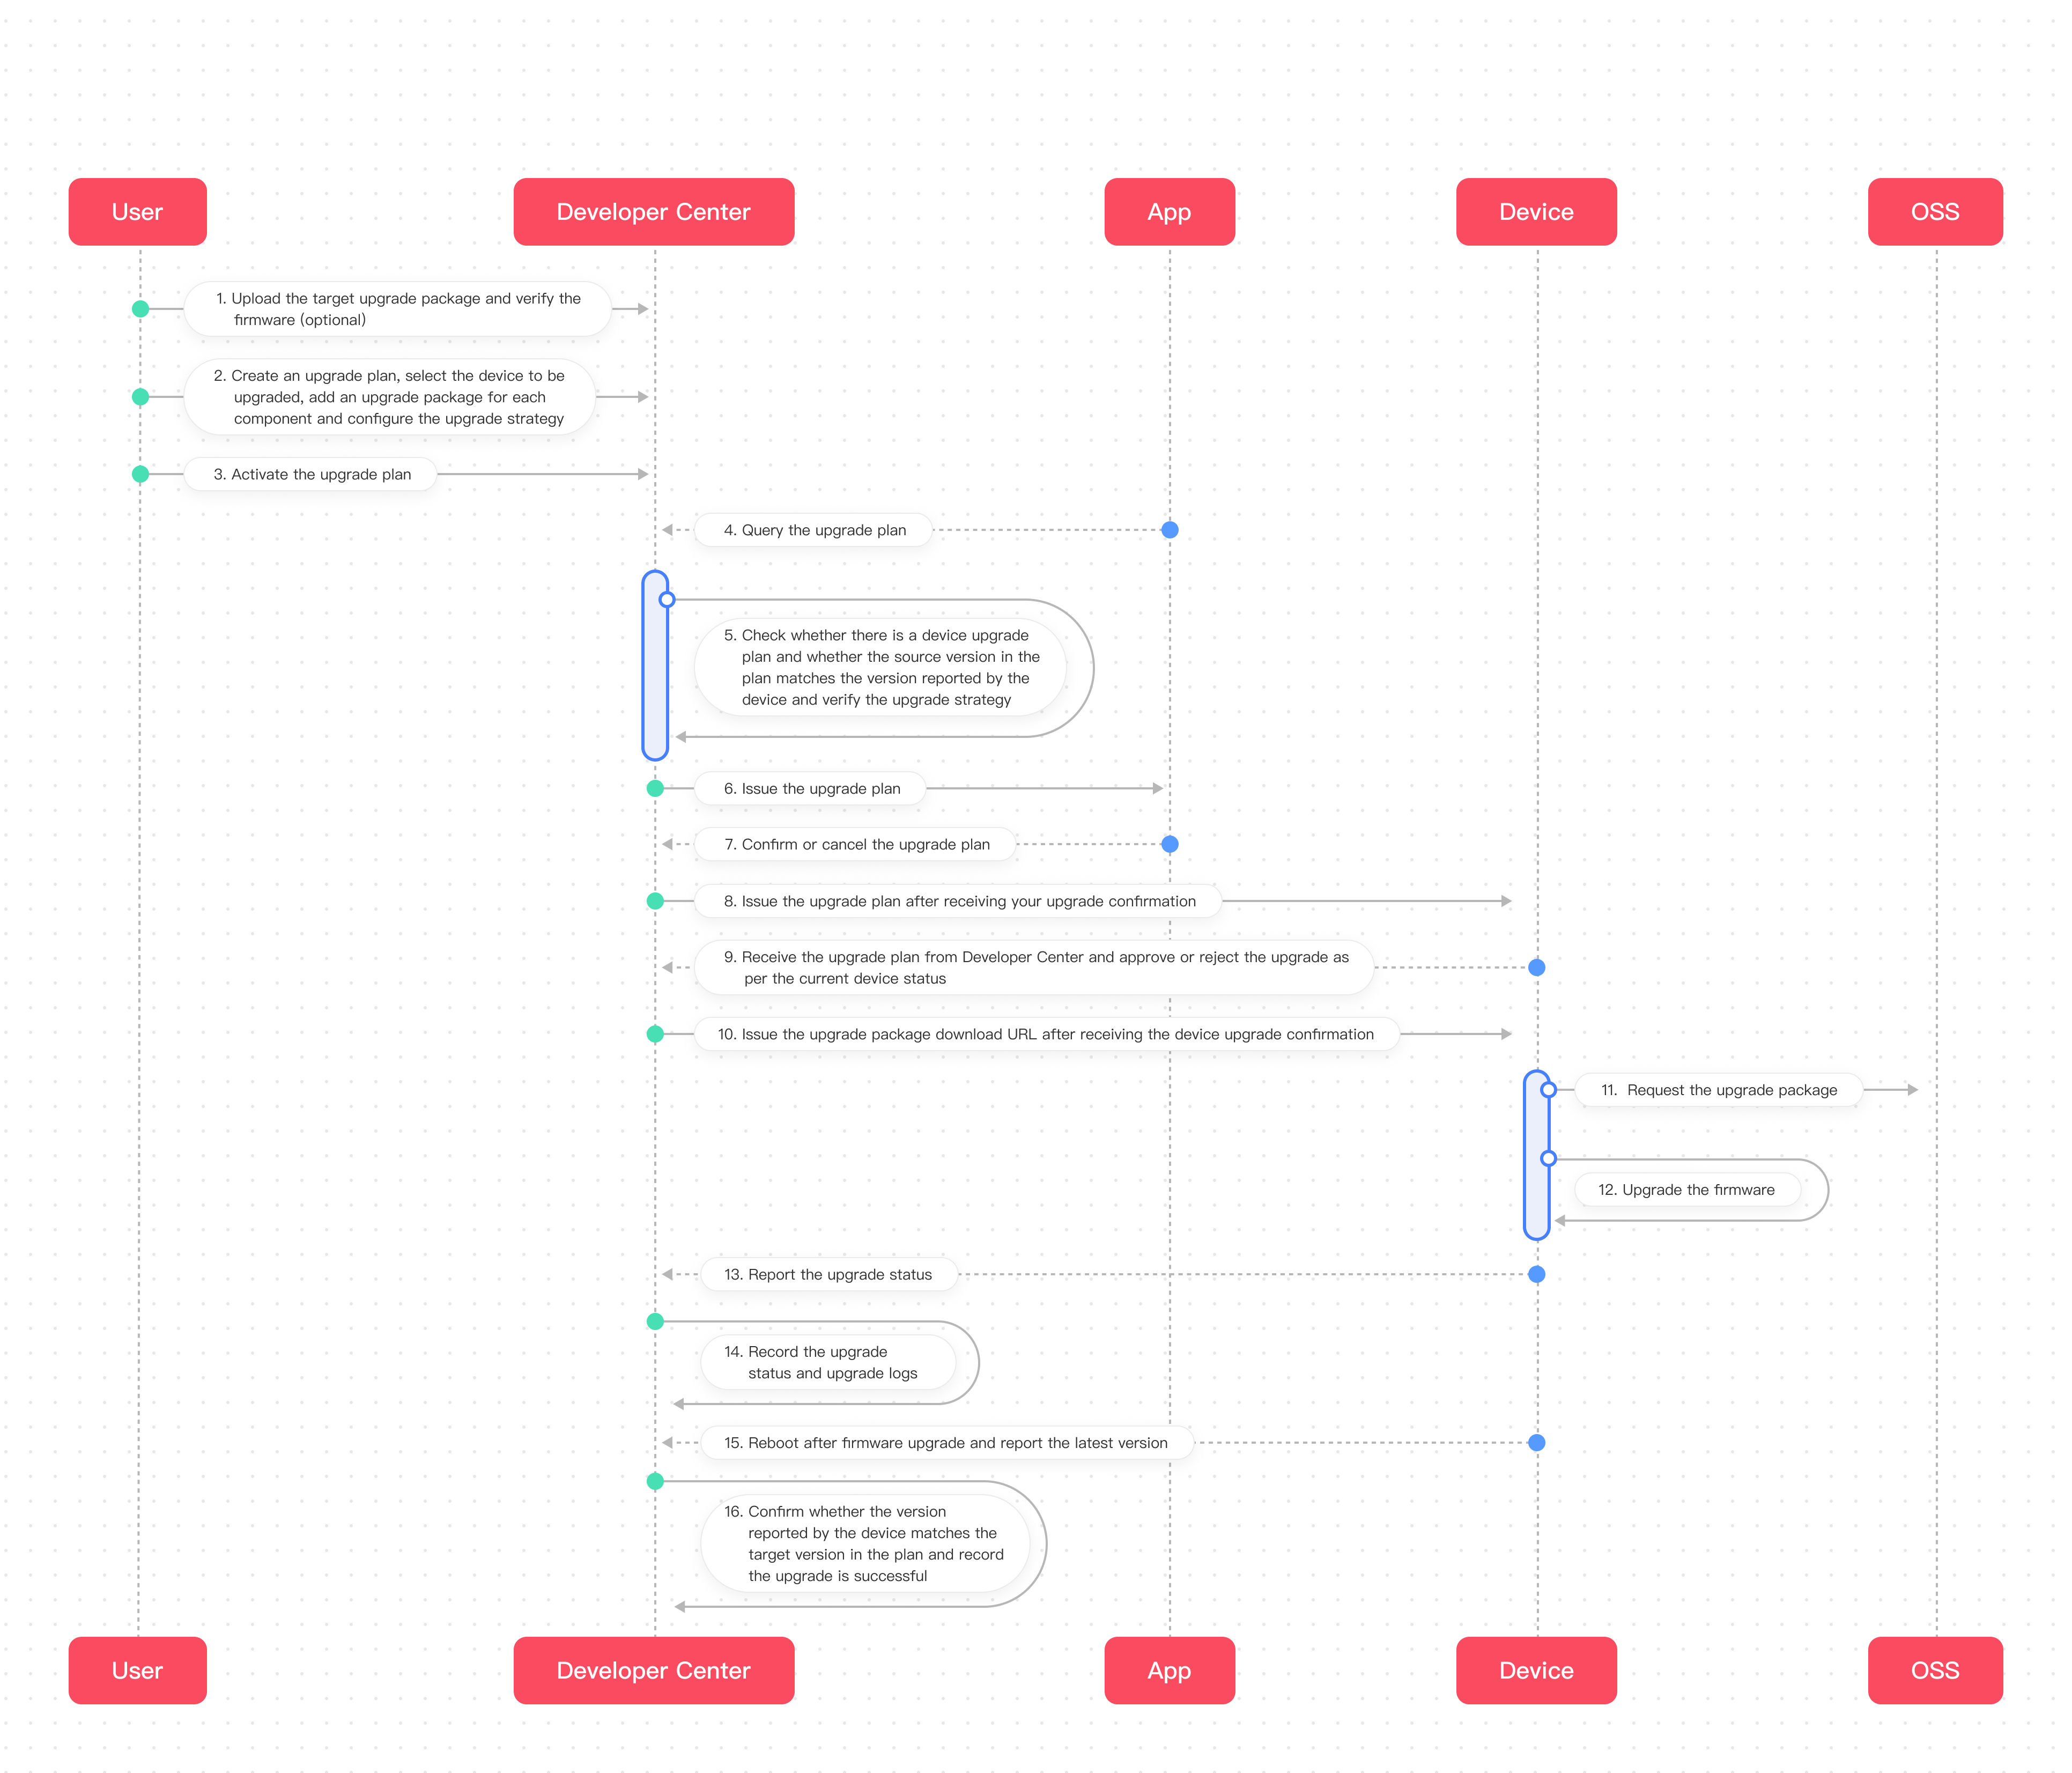 User
Developer Center
App
Device
OSS
1. Upload the target upgrade package and verify the
firmware (optional)
2. Create an upgrade plan, select the device to be
upgraded, add an upgrade package for each
component and configure the upgrade strategy
3. Activate the upgrade plan
4. Query the upgrade plan
5. Check whether there is a device upgrade
plan and whether the source version in the
plan matches the version reported by the
device and verify the upgrade strategy
6. Issue the upgrade plan
7. Confirm or cancel the upgrade plan
8. Issue the upgrade plan after receiving your upgrade confirmation
9. Receive the upgrade plan from Developer Center and approve or reject the upgrade as
per the current device status
10. Issue the upgrade package download URL after receiving the device upgrade confirmation
11. Request the upgrade package
12. Upgrade the firmware
13. Report the upgrade status
14. Record the upgrade
status and upgrade logs
15. Reboot after firmware upgrade and report the latest version
16. Confirm whether the version
reported by the device matches the
target version in the plan and record
the upgrade is successful
User
Developer Center
App
Device
OSS